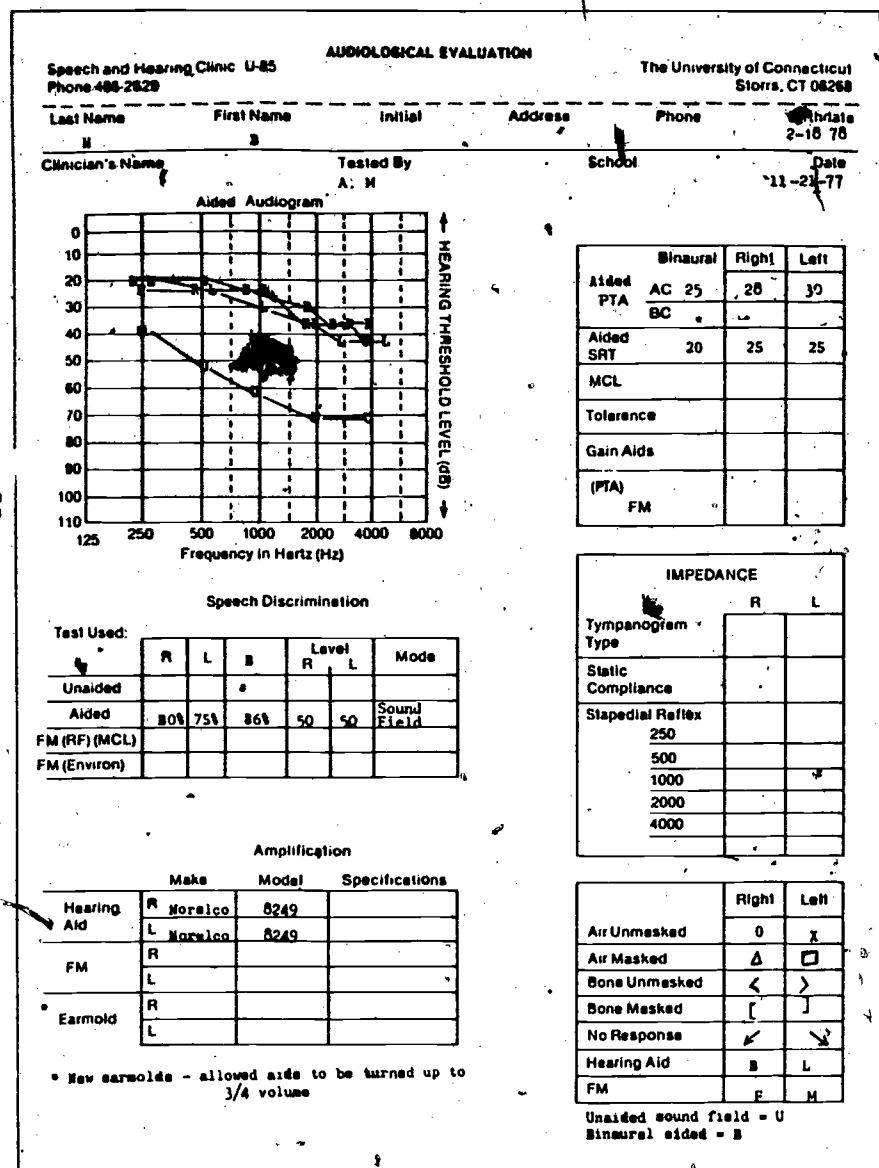 AUDIOLOGICAL EVALUATION
Speech and Hearing Clinic U-85
Phone 486-2629
The University of Connecticut
Storrs, CT 06268
Last Name First Name Initial Address Phone
2-18 78
Clinician's Name Tested By School Date
A: M
11-21-77
Aided Audiogram
0
10
20
30
40
50
60
70
80
90
100
110
HEARING THRESHOLD LEVEL (dB)
125 250 500 1000 2000 4000 8000
Frequency in Hertz (Hz)
Binaural Right Left
Aided PTA AC 25 28 30
BC
Aided SRT 20 25 25
MCL
Tolerence
Gain Aids
(PTA)
FM
Speech Discrimination
Test Used:
R L B Level R L Mode
Unaided
Aided 80% 75% 86% 50 50 Sound Field
FM (RF) (MCL)
FM (Environ)
IMPEDANCE
R L
Tympanogram Type
Static Compliance
Stapedial Reflex
250
500
1000
2000
4000
Amplification
Make Model Specifications
Hearing Aid R Norelco 8249
L Norelco 8249
FM R
L
Earmold R
L
* New earmolds - allowed aids to be turned up to
3/4 volume
Right Left
Air Unmasked O X
Air Masked Δ □
Bone Unmasked < >
Bone Masked [ ]
No Response ↙ ↘
Hearing Aid L
FM F M
Unaided sound field = U
Binaural aided = B